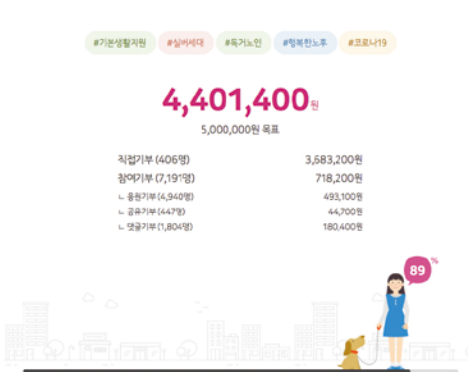 #기본생활지원 #실버세대 #독거노인 #행복한노후 #코로나19
4,401,400원
5,000,000원 목표
직접기부 (406명) 3,683,200원
참여기부 (7,191명) 718,200원
ㄴ 응원기부 (4,940명) 493,100원
ㄴ 공유기부 (447명) 44,700원
ㄴ 댓글기부 (1,804명) 180,400원
89%